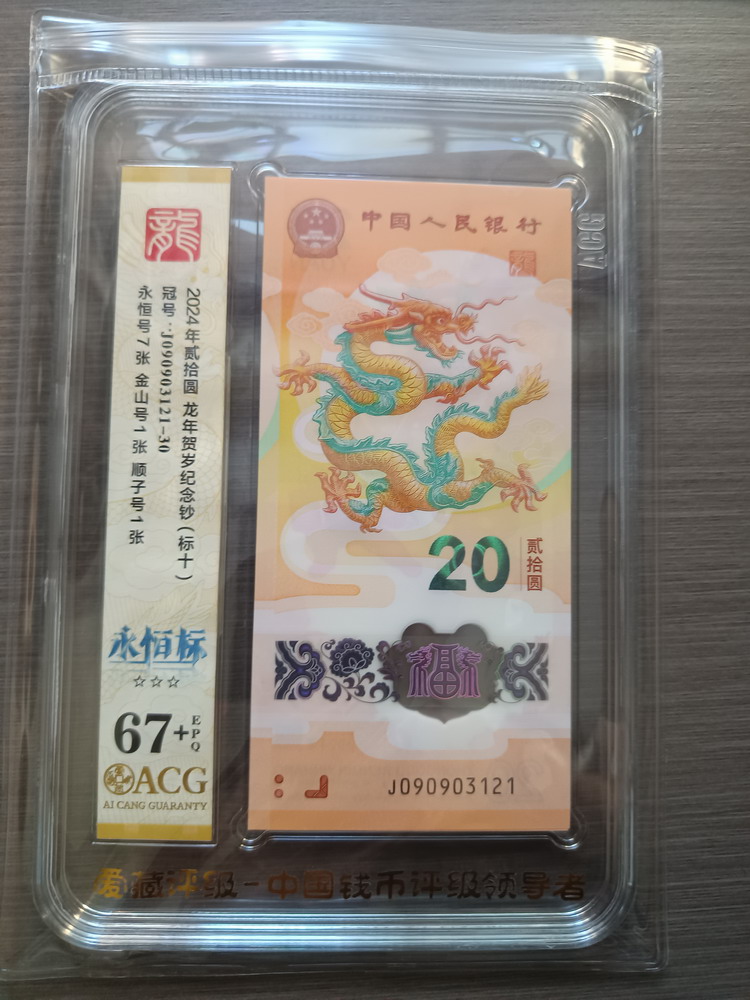 龍
2024年贰拾圆 龙年贺岁纪念钞(标十)
冠号:J090903121-30
永恒号7张 金山号1张 顺子号1张
永恒标
☆☆☆
67+
EPQ
ACG
AI CANG GUARANTY
中国人民银行
20
贰拾圆
福
J090903121
ACG
爱藏评级-中国钱币评级领导者